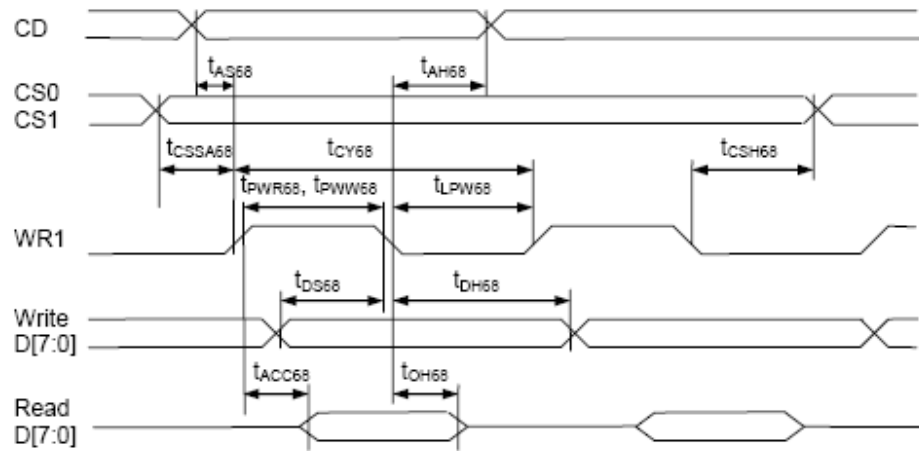 CD
tAS68 tAH68
CS0
CS1
tCSSA68 tCY68 tCSH68
tPWR68, tPWW68 tLPW68
WR1
tDS68 tDH68
Write
D[7:0]
tACC68 tOH68
Read
D[7:0]